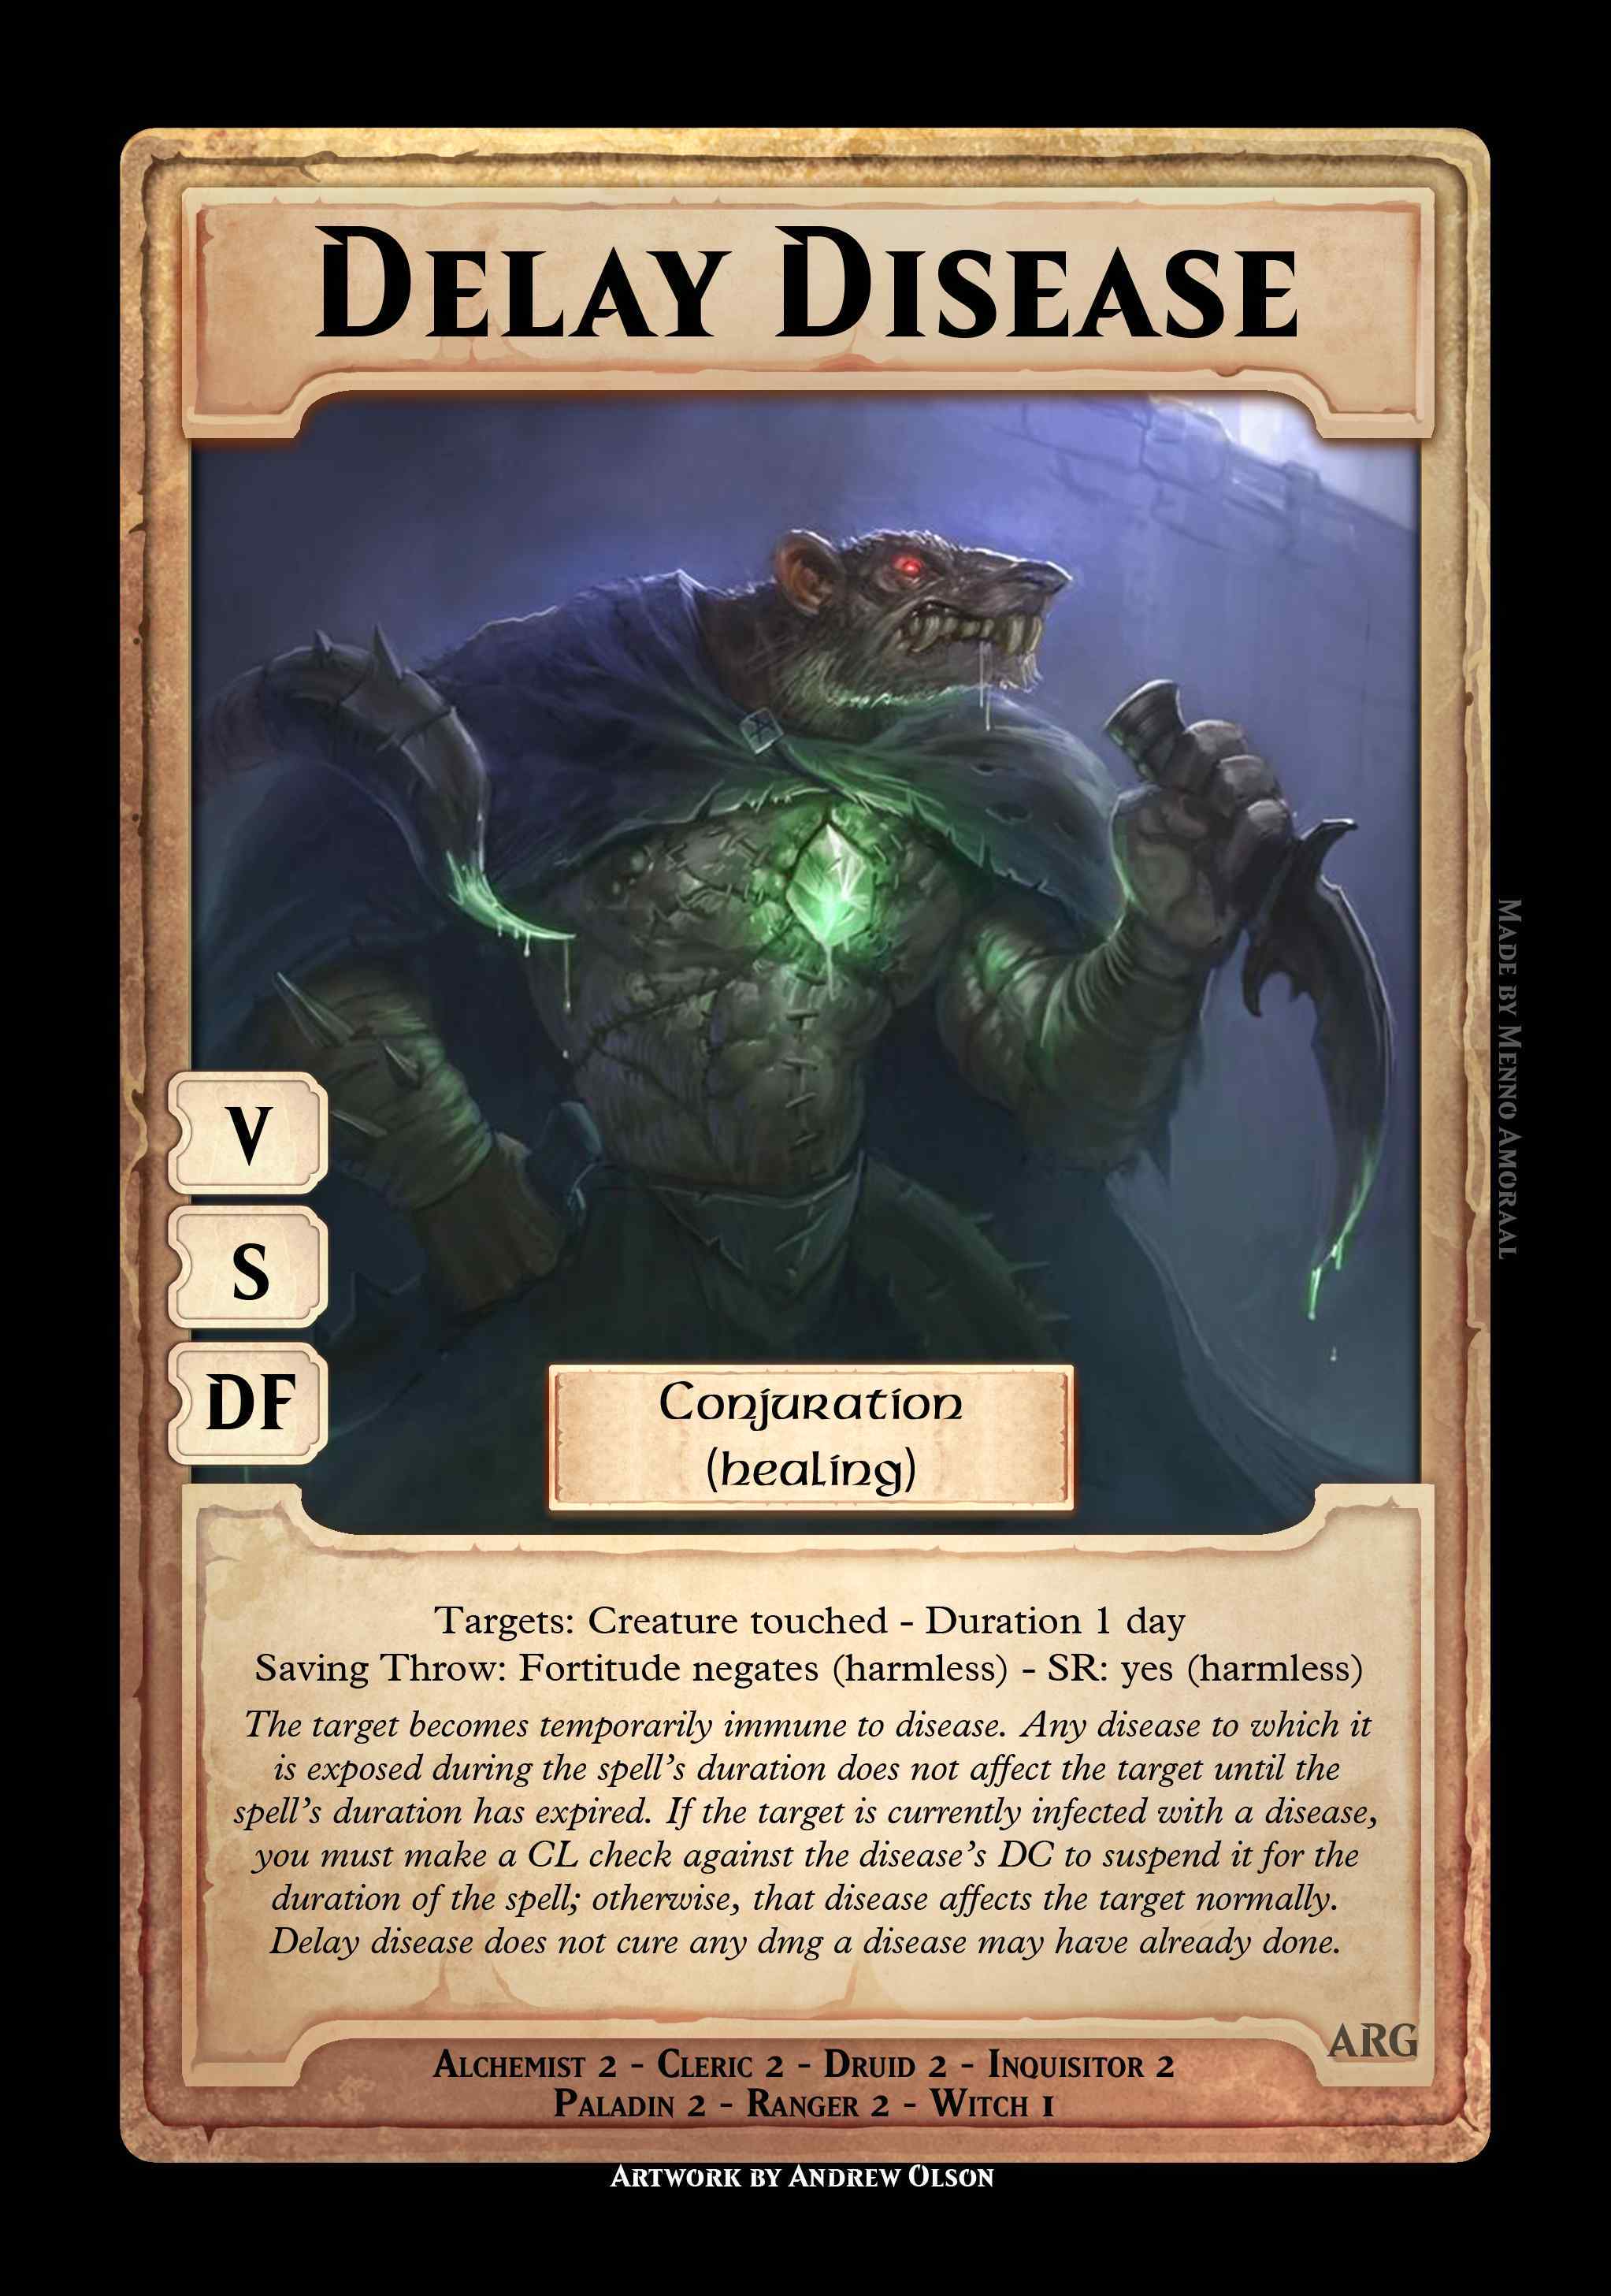 Delay Disease
V
S
DF
Conjuration
(healing)
Targets: Creature touched - Duration 1 day
Saving Throw: Fortitude negates (harmless) - SR: yes (harmless)
The target becomes temporarily immune to disease. Any disease to which it
is exposed during the spell's duration does not affect the target until the
spell's duration has expired. If the target is currently infected with a disease,
you must make a CL check against the disease's DC to suspend it for the
duration of the spell; otherwise, that disease affects the target normally.
Delay disease does not cure any dmg a disease may have already done.
ARG
Alchemist 2 - Cleric 2 - Druid 2 - Inquisitor 2
Paladin 2 - Ranger 2 - Witch 1
Artwork by Andrew Olson
Made by Menno Amoraal